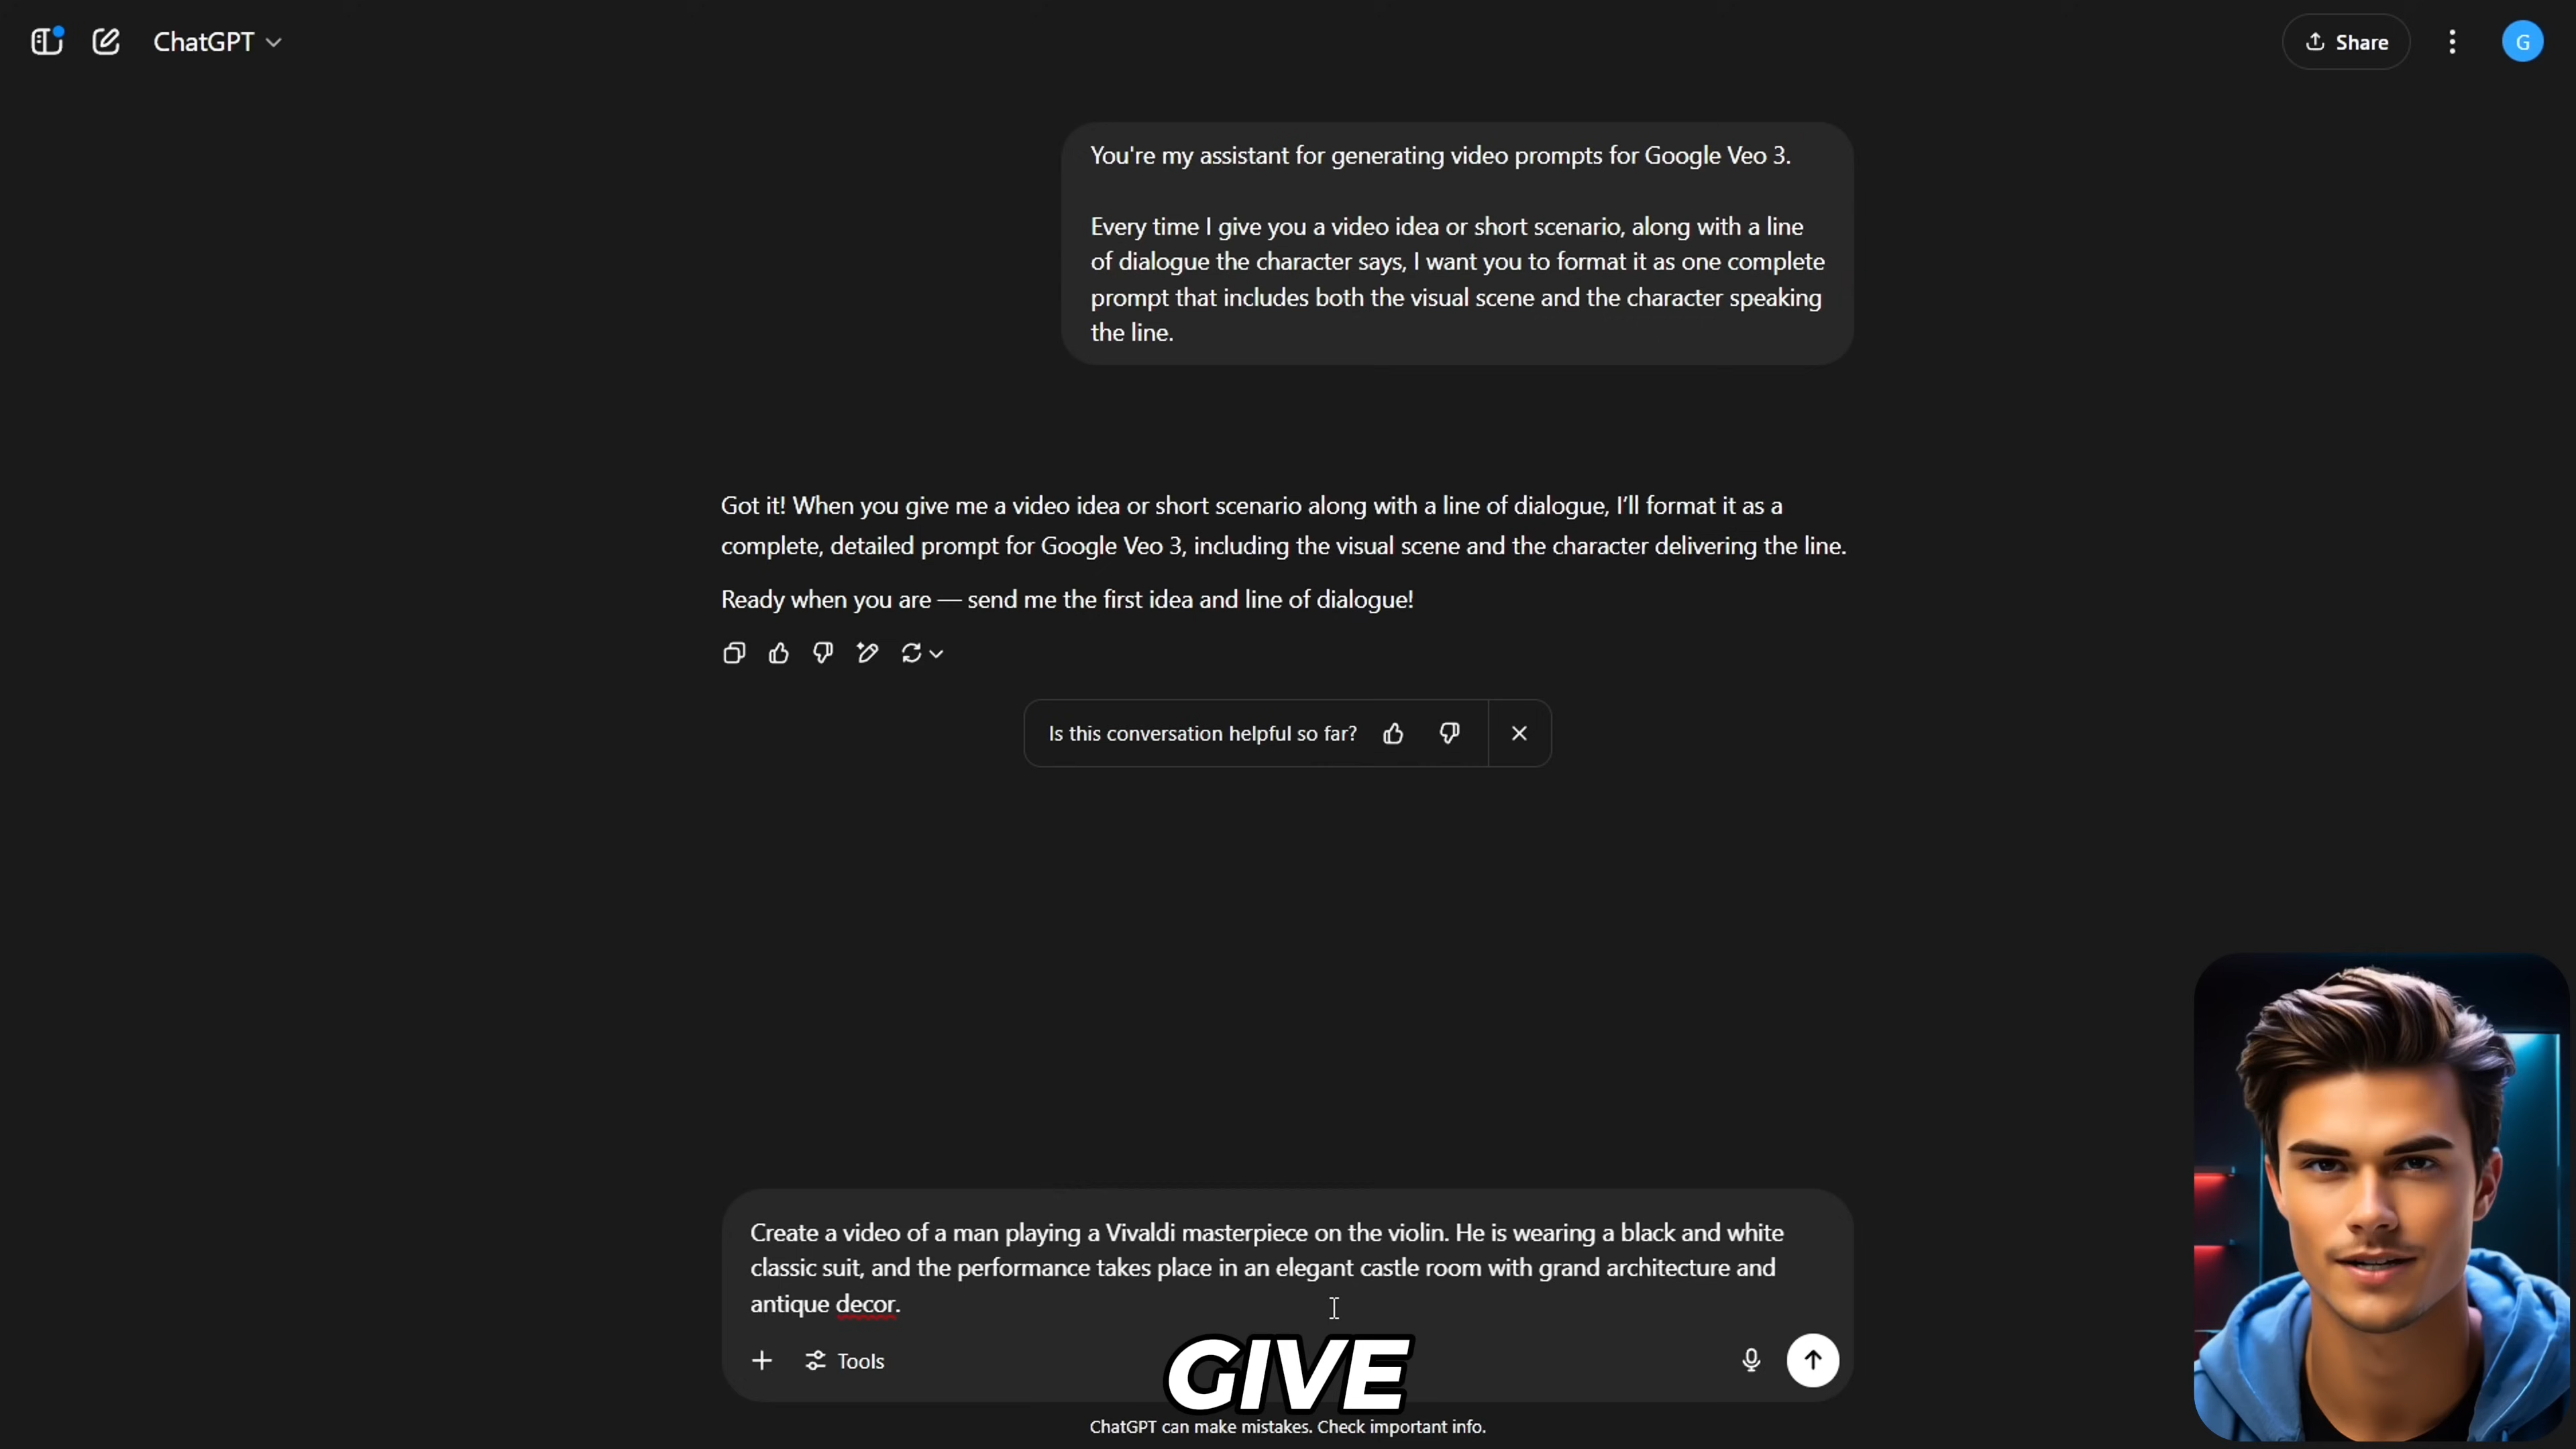 ChatGPT
Share
G
You're my assistant for generating video prompts for Google Veo 3.
Every time I give you a video idea or short scenario, along with a line
of dialogue the character says, I want you to format it as one complete
prompt that includes both the visual scene and the character speaking
the line.
Got it! When you give me a video idea or short scenario along with a line of dialogue, I’ll format it as a
complete, detailed prompt for Google Veo 3, including the visual scene and the character delivering the line.
Ready when you are — send me the first idea and line of dialogue!
Is this conversation helpful so far?
Create a video of a man playing a Vivaldi masterpiece on the violin. He is wearing a black and white
classic suit, and the performance takes place in an elegant castle room with grand architecture and
antique decor.
Tools
GIVE
ChatGPT can make mistakes. Check important info.